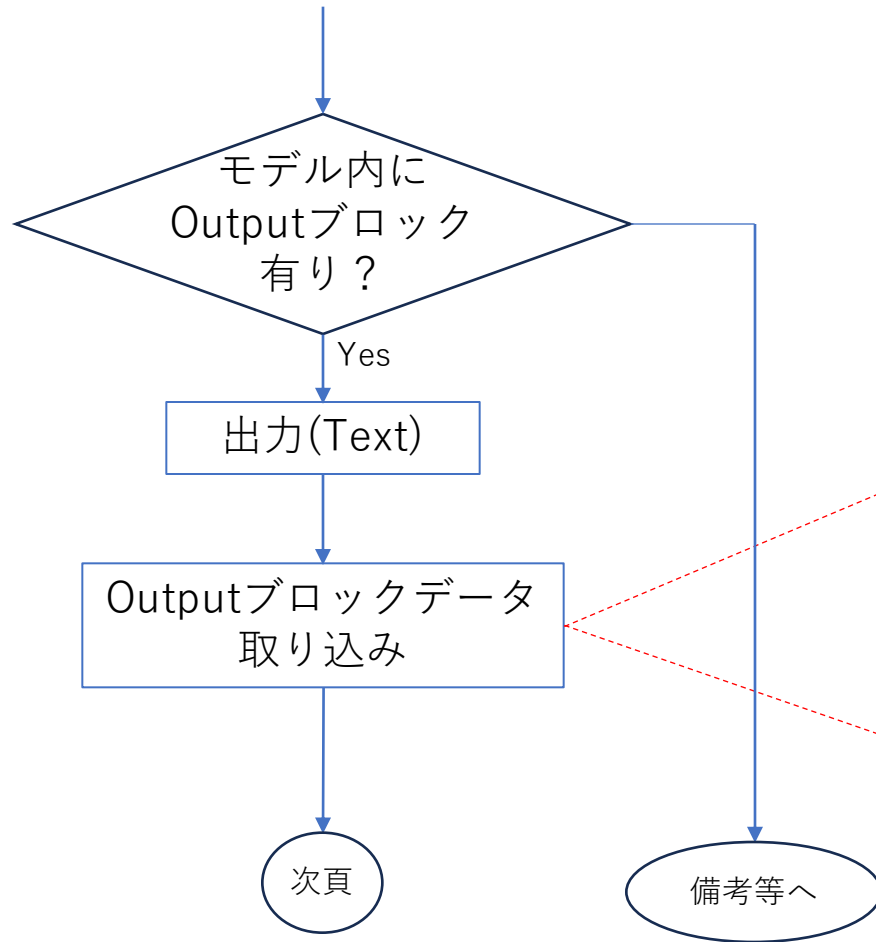 モデル内に
Outputブロック
有り？
Yes
出力(Text)
Outputブロックデータ
取り込み
次頁
備考等へ